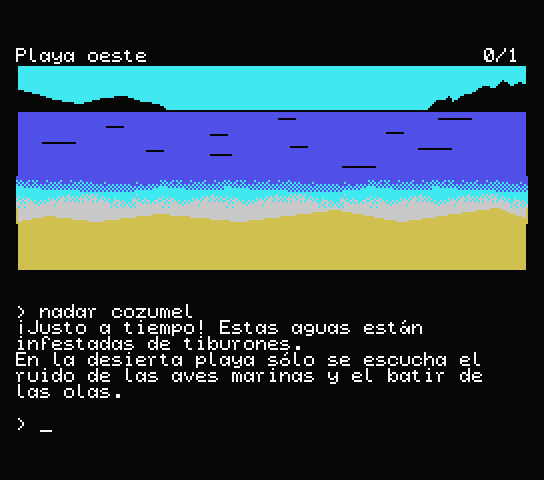 Playa oeste 0/1
> nadar cozumel
¡Justo a tiempo! Estas aguas están
infestadas de tiburones.
En la desierta playa sólo se escucha el
ruido de las aves marinas y el batir de
las olas.
> _